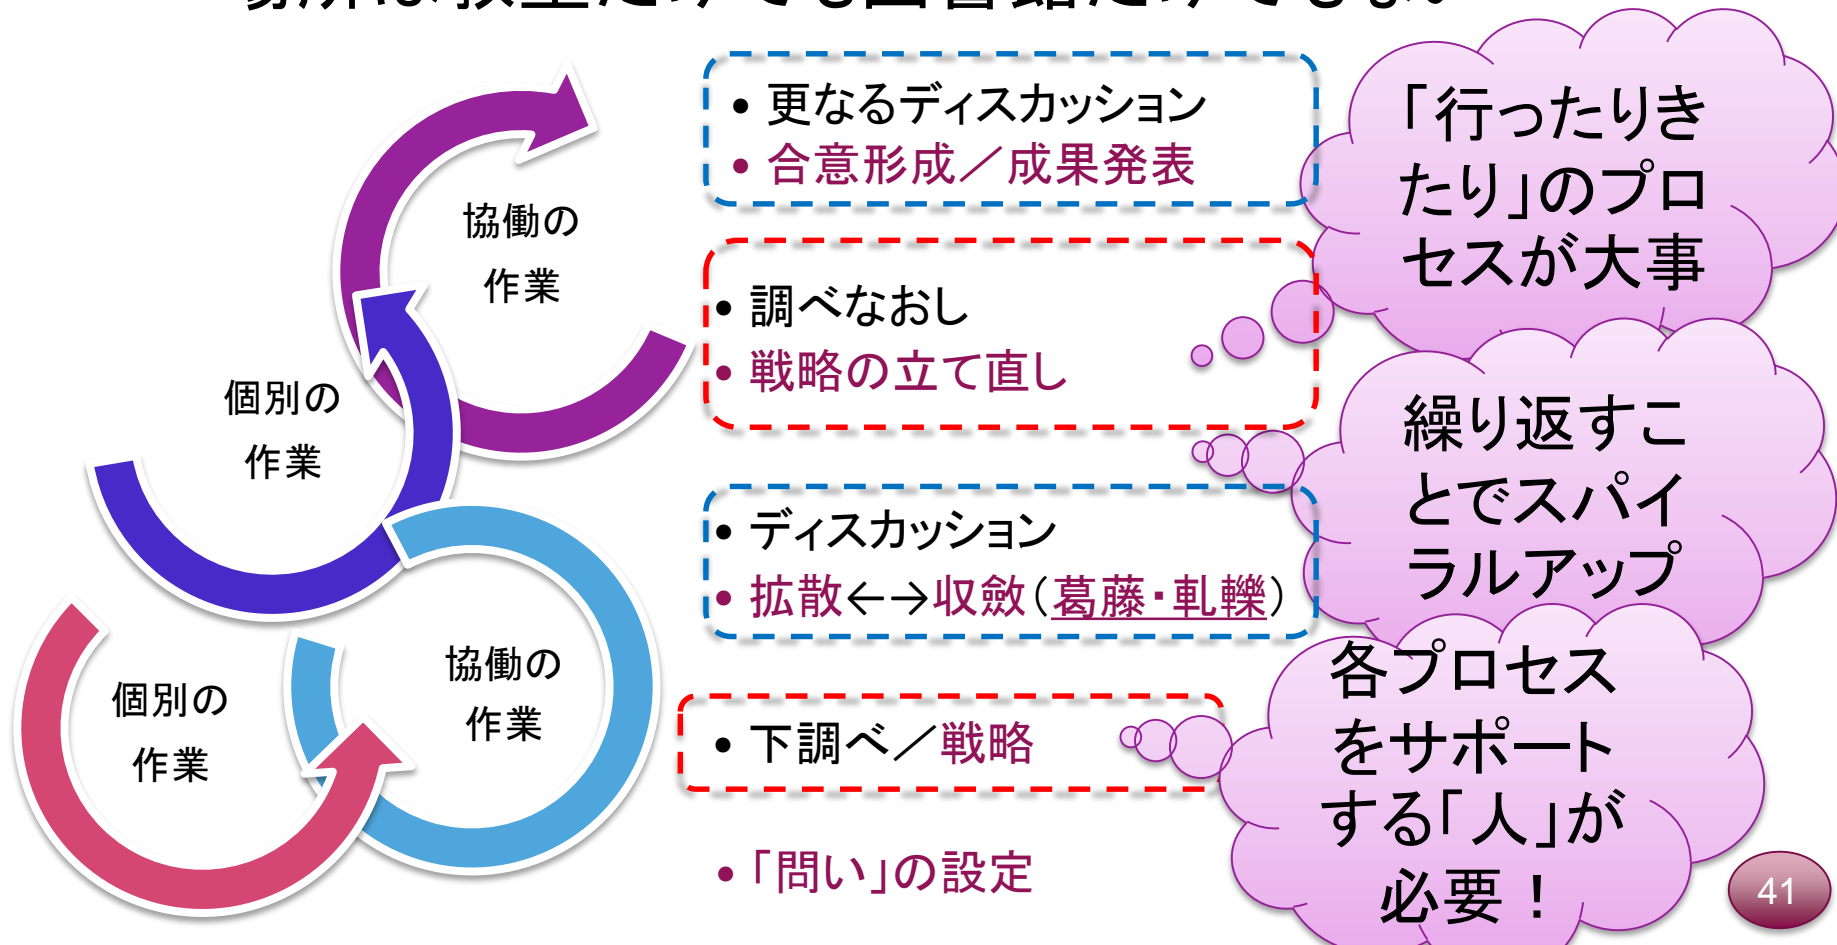 協働の
作業
個別の
作業
協働の
作業
個別の
作業
• 更なるディスカッション
• 合意形成／成果発表
• 調べなおし
• 戦略の立て直し
• ディスカッション
• 拡散←→収斂（葛藤・軋轢）
• 下調べ／戦略
• 「問い」の設定
「行ったりき
たり」のプロ
セスが大事
繰り返すこ
とでスパイ
ラルアップ
各プロセス
をサポート
する「人」が
必要！
41